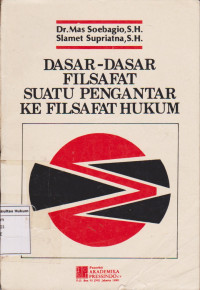 Dr. Mas Soebagio, S.H.
Slamet Supriatna, S.H.
DASAR-DASAR
FILSAFAT
SUATU PENGANTAR
KE FILSAFAT HUKUM
AKADEMIKA
PRESSINDO